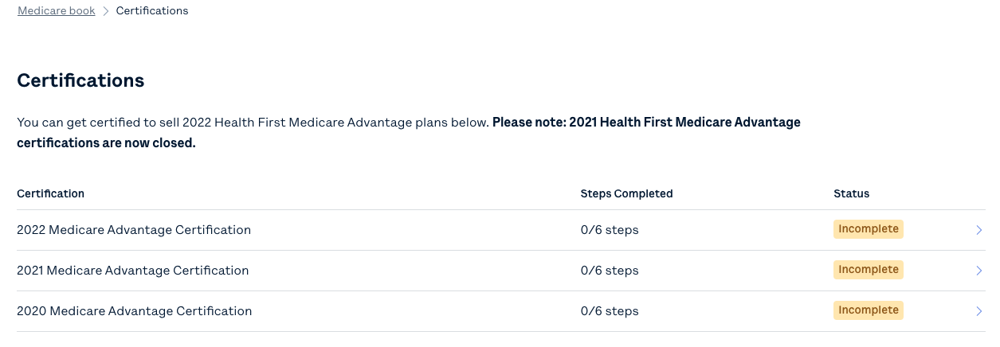 Medicare book > Certifications
Certifications
You can get certified to sell 2022 Health First Medicare Advantage plans below. Please note: 2021 Health First Medicare Advantage
certifications are now closed.
Certification Steps Completed Status
2022 Medicare Advantage Certification 0/6 steps Incomplete
2021 Medicare Advantage Certification 0/6 steps Incomplete
2020 Medicare Advantage Certification 0/6 steps Incomplete